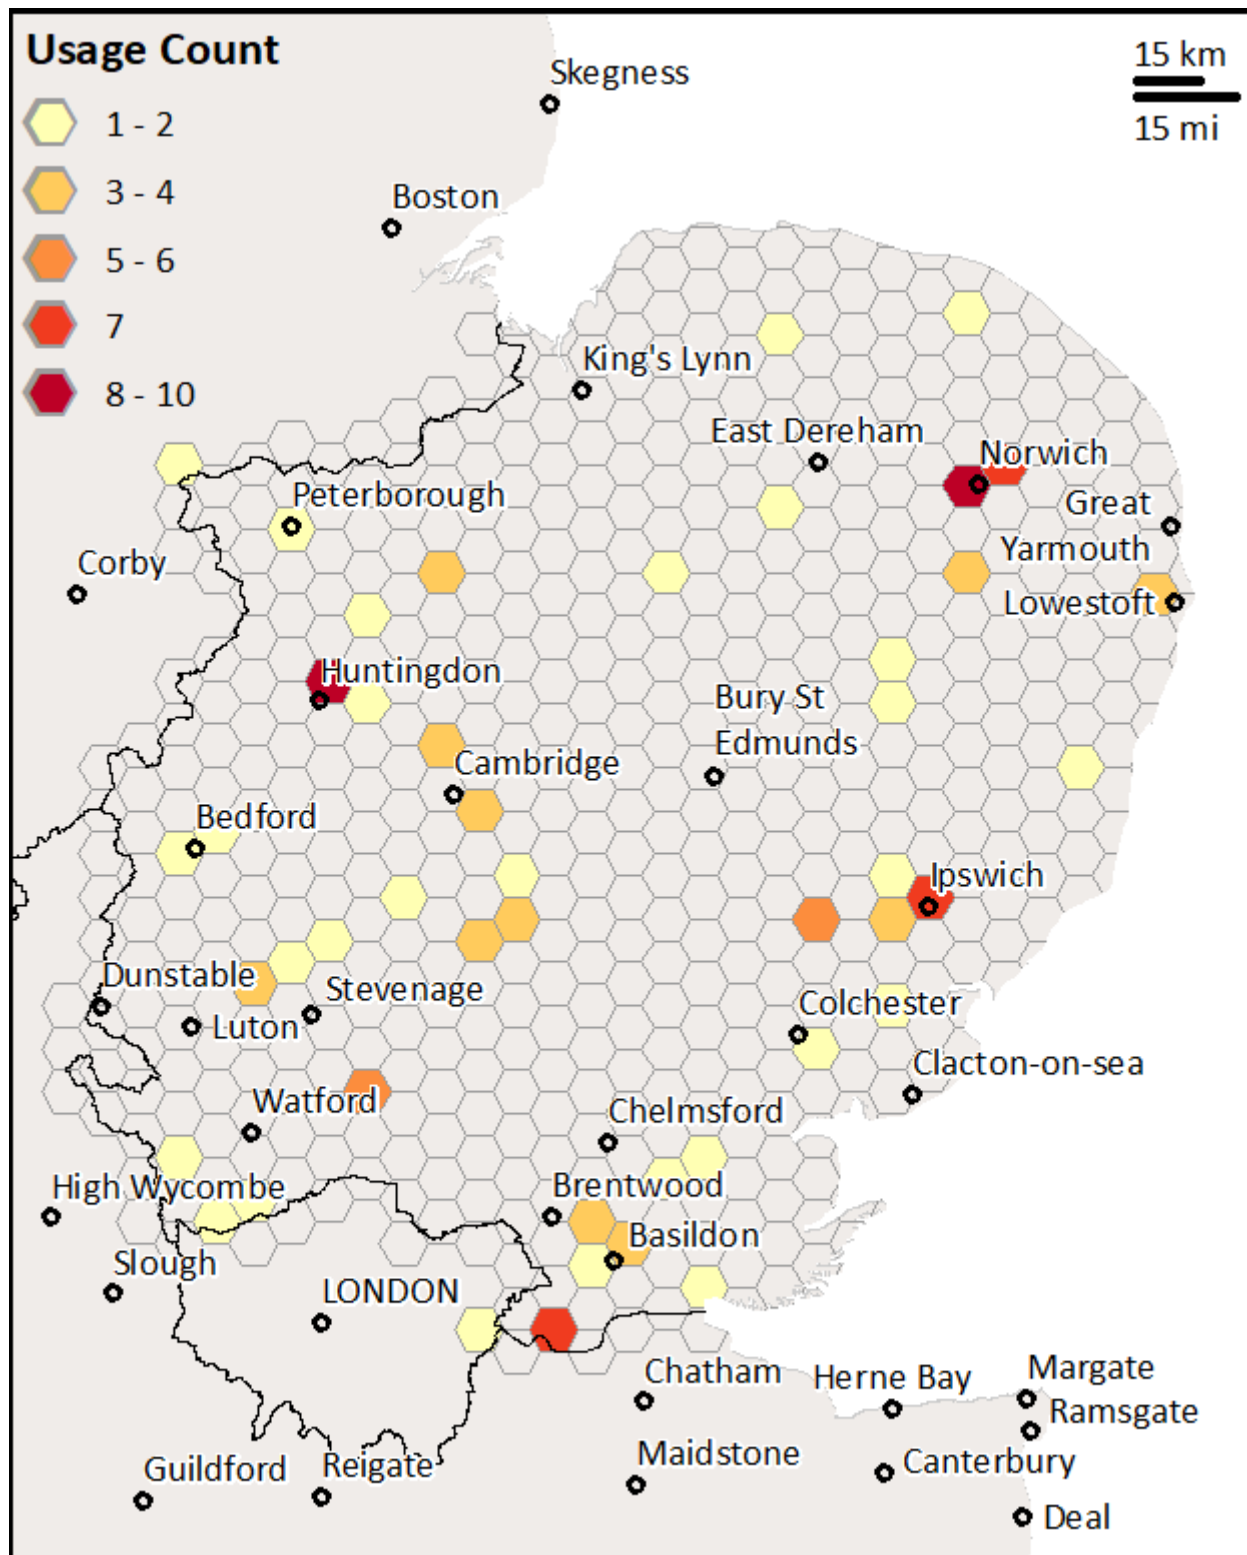 Usage Count
1 - 2
3 - 4
5 - 6
7
8 - 10
15 km
15 mi
Skegness
Boston
King's Lynn
East Dereham
Norwich
Peterborough
Great
Yarmouth
Corby
Lowestoft
Huntingdon
Bury St
Edmunds
Cambridge
Bedford
Ipswich
Dunstable
Stevenage
Luton
Colchester
Clacton-on-sea
Watford
Chelmsford
High Wycombe
Brentwood
Basildon
Slough
LONDON
Chatham
Herne Bay
Margate
Ramsgate
Maidstone
Canterbury
Guildford
Reigate
Deal